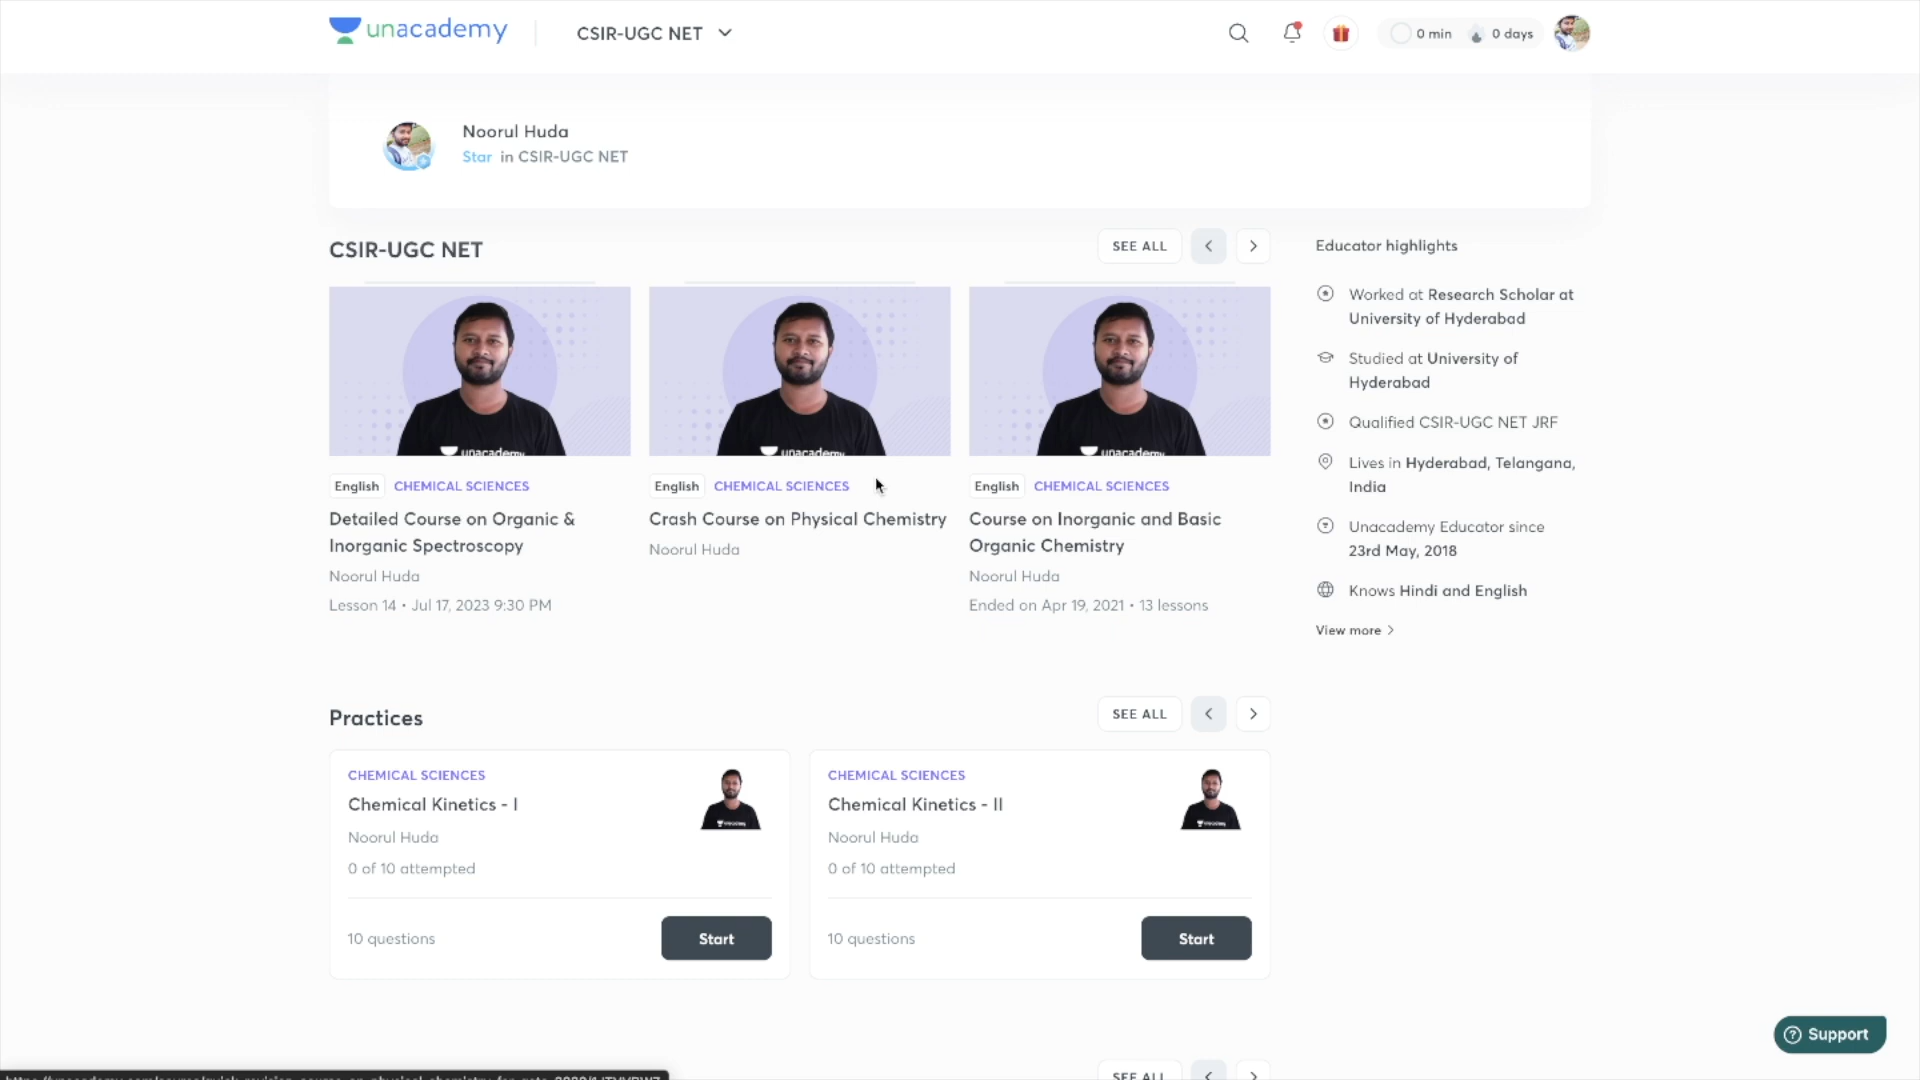 unacademy
CSIR-UGC NET
0 min
0 days
Noorul Huda
Star in CSIR-UGC NET
CSIR-UGC NET
SEE ALL
Educator highlights
Worked at Research Scholar at
University of Hyderabad
Studied at University of
Hyderabad
Qualified CSIR-UGC NET JRF
Lives in Hyderabad, Telangana,
India
Unacademy Educator since
23rd May, 2018
Knows Hindi and English
View more
unacademy
English CHEMICAL SCIENCES
Detailed Course on Organic &
Inorganic Spectroscopy
Noorul Huda
Lesson 14 • Jul 17, 2023 9:30 PM
unacademy
English CHEMICAL SCIENCES
Crash Course on Physical Chemistry
Noorul Huda
unacademy
English CHEMICAL SCIENCES
Course on Inorganic and Basic
Organic Chemistry
Noorul Huda
Ended on Apr 19, 2021 • 13 lessons
Practices
SEE ALL
CHEMICAL SCIENCES
Chemical Kinetics - I
Noorul Huda
0 of 10 attempted
10 questions
Start
CHEMICAL SCIENCES
Chemical Kinetics - II
Noorul Huda
0 of 10 attempted
10 questions
Start
Support
SEE ALL